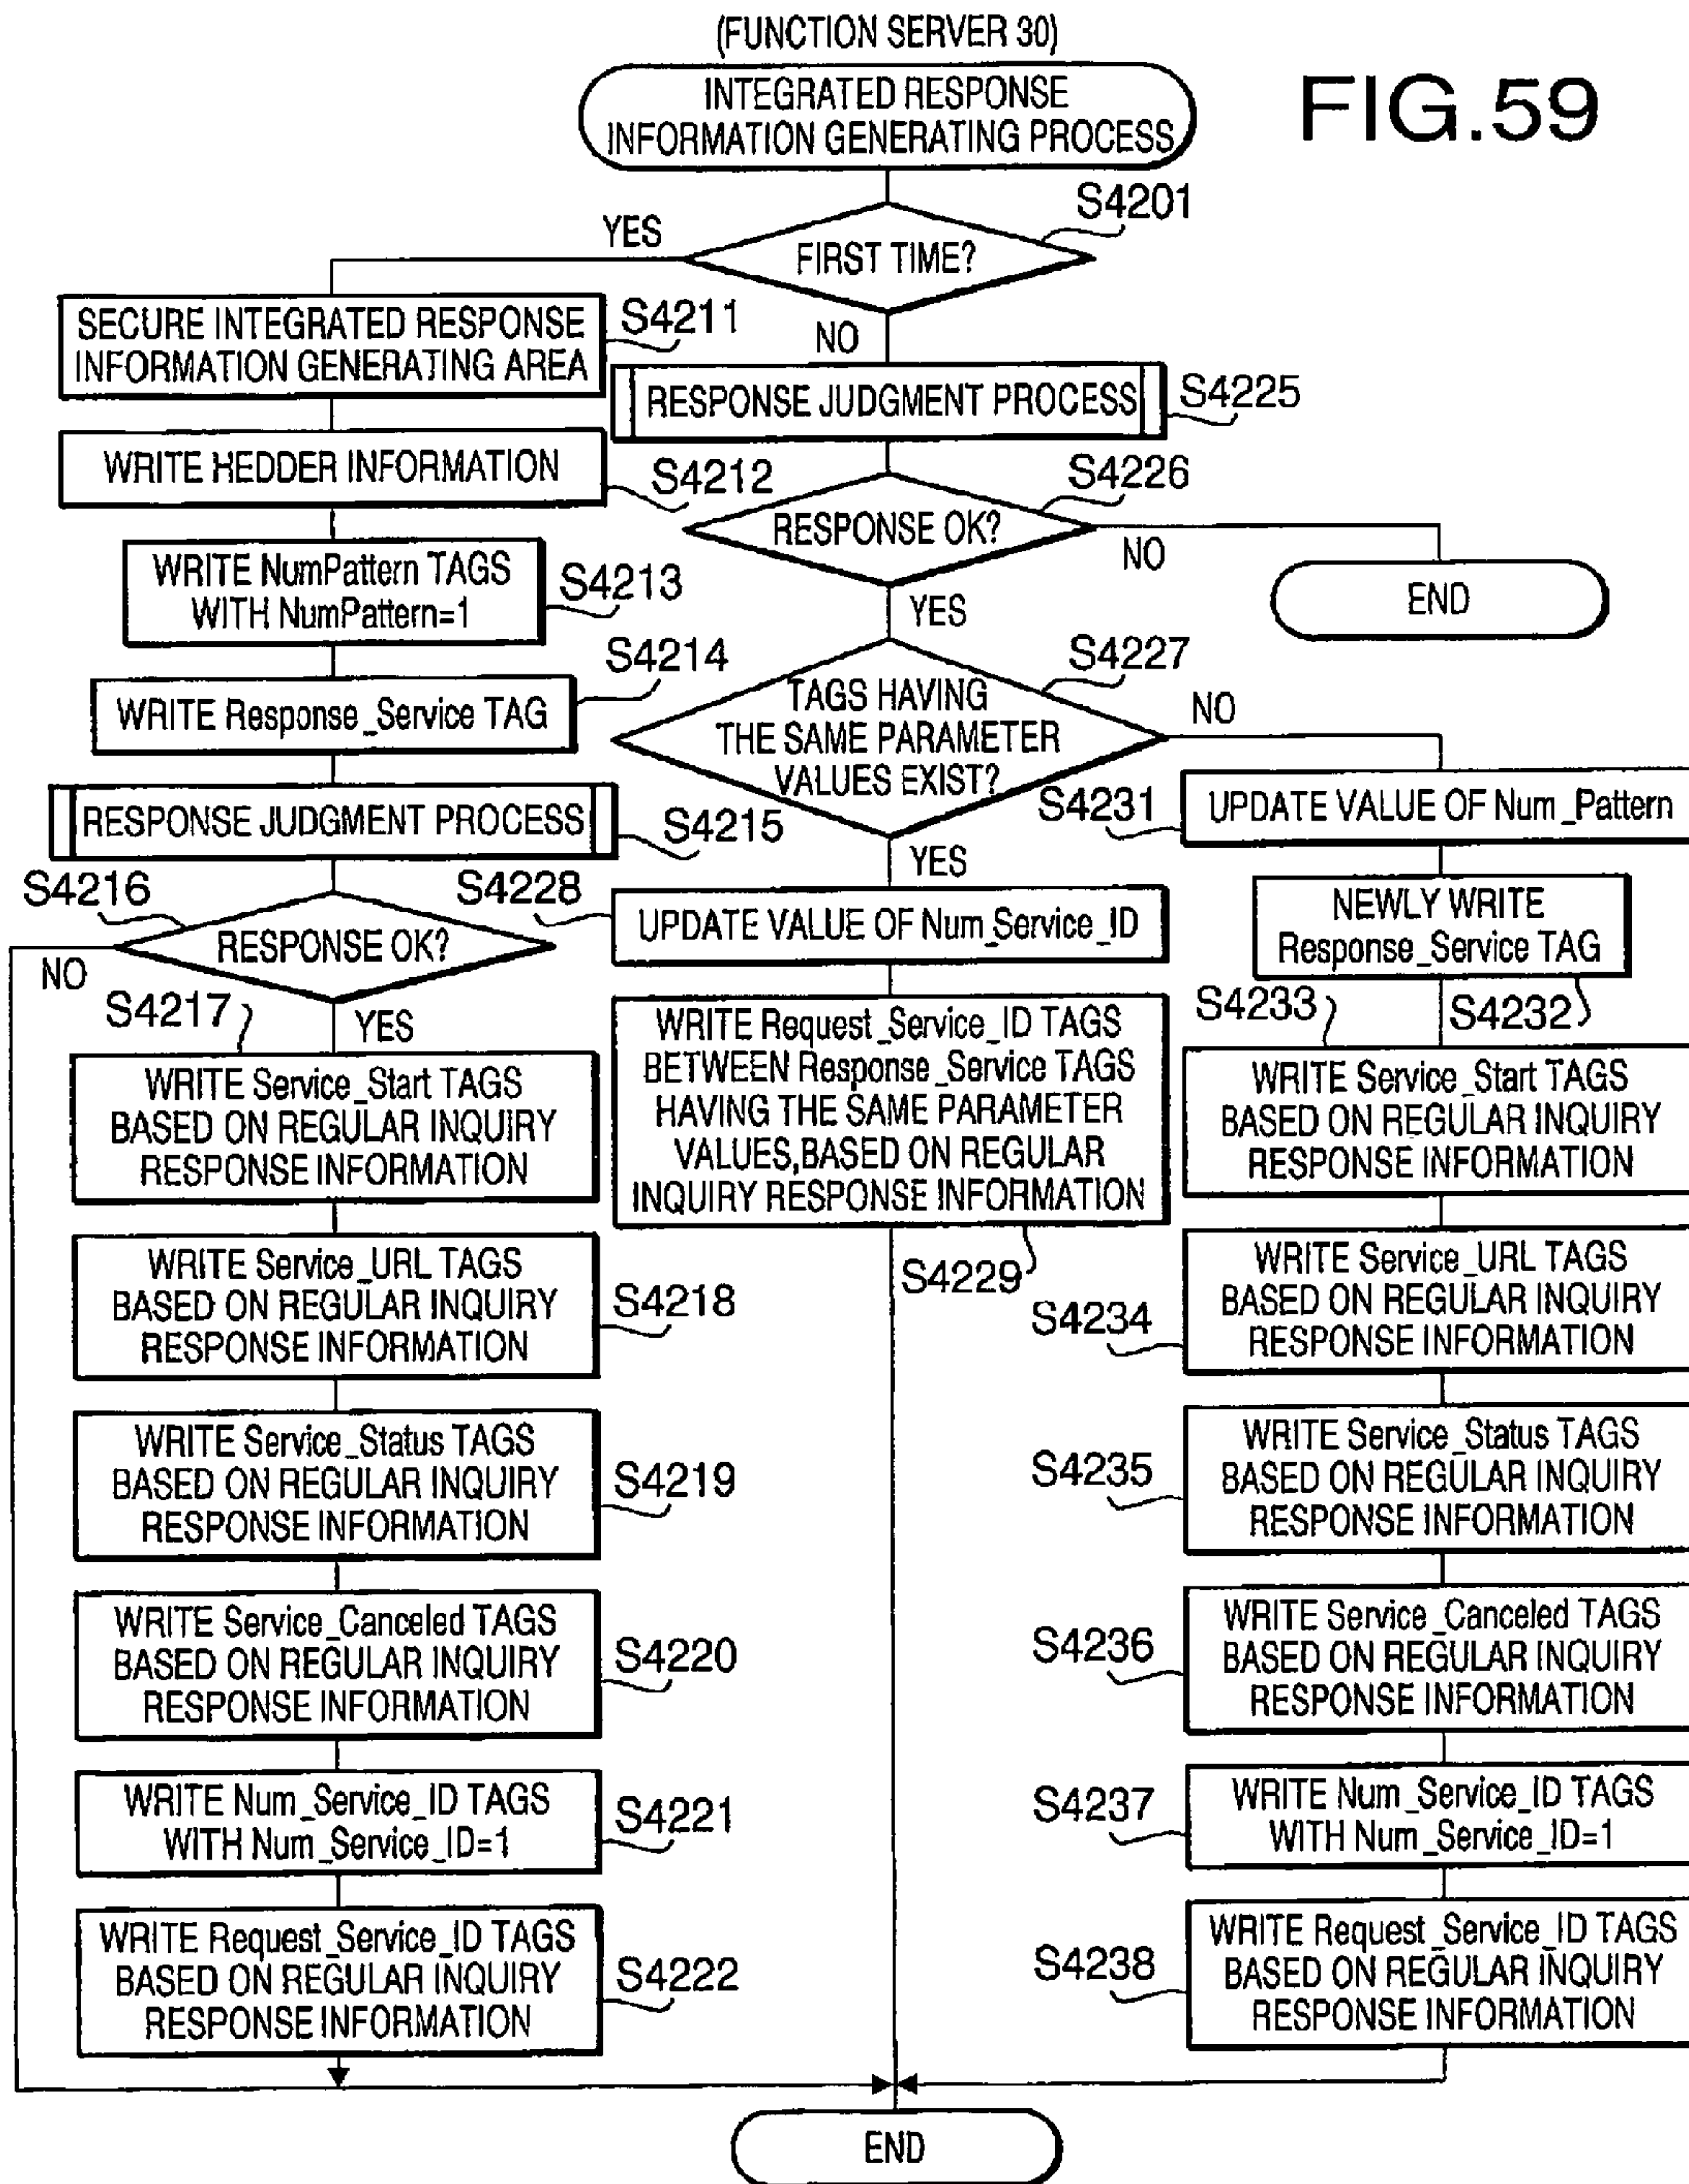 (FUNCTION SERVER 30)
INTEGRATED RESPONSE
INFORMATION GENERATING PROCESS
FIG.59
S4201
YES
FIRST TIME?
NO
SECURE INTEGRATED RESPONSE
INFORMATION GENERATING AREA
S4211
WRITE HEDDER INFORMATION
S4212
WRITE NumPattern TAGS
WITH NumPattern=1
S4213
WRITE Response_Service TAG
S4214
RESPONSE JUDGMENT PROCESS
S4215
S4216
RESPONSE OK?
NO
YES
S4217
WRITE Service_Start TAGS
BASED ON REGULAR INQUIRY
RESPONSE INFORMATION
WRITE Service_URL TAGS
BASED ON REGULAR INQUIRY
RESPONSE INFORMATION
S4218
WRITE Service_Status TAGS
BASED ON REGULAR INQUIRY
RESPONSE INFORMATION
S4219
WRITE Service_Canceled TAGS
BASED ON REGULAR INQUIRY
RESPONSE INFORMATION
S4220
WRITE Num_Service_ID TAGS
WITH Num_Service_ID=1
S4221
WRITE Request_Service_ID TAGS
BASED ON REGULAR INQUIRY
RESPONSE INFORMATION
S4222
RESPONSE JUDGMENT PROCESS
S4225
S4226
RESPONSE OK?
NO
END
YES
S4227
TAGS HAVING
THE SAME PARAMETER
VALUES EXIST?
NO
YES
S4228
UPDATE VALUE OF Num_Service_ID
WRITE Request_Service_ID TAGS
BETWEEN Response_Service TAGS
HAVING THE SAME PARAMETER
VALUES,BASED ON REGULAR
INQUIRY RESPONSE INFORMATION
S4229
S4231
UPDATE VALUE OF Num_Pattern
NEWLY WRITE
Response_Service TAG
S4232
S4233
WRITE Service_Start TAGS
BASED ON REGULAR INQUIRY
RESPONSE INFORMATION
WRITE Service_URL TAGS
BASED ON REGULAR INQUIRY
RESPONSE INFORMATION
S4234
WRITE Service_Status TAGS
BASED ON REGULAR INQUIRY
RESPONSE INFORMATION
S4235
WRITE Service_Canceled TAGS
BASED ON REGULAR INQUIRY
RESPONSE INFORMATION
S4236
WRITE Num_Service_ID TAGS
WITH Num_Service_ID=1
S4237
WRITE Request_Service_ID TAGS
BASED ON REGULAR INQUIRY
RESPONSE INFORMATION
S4238
END